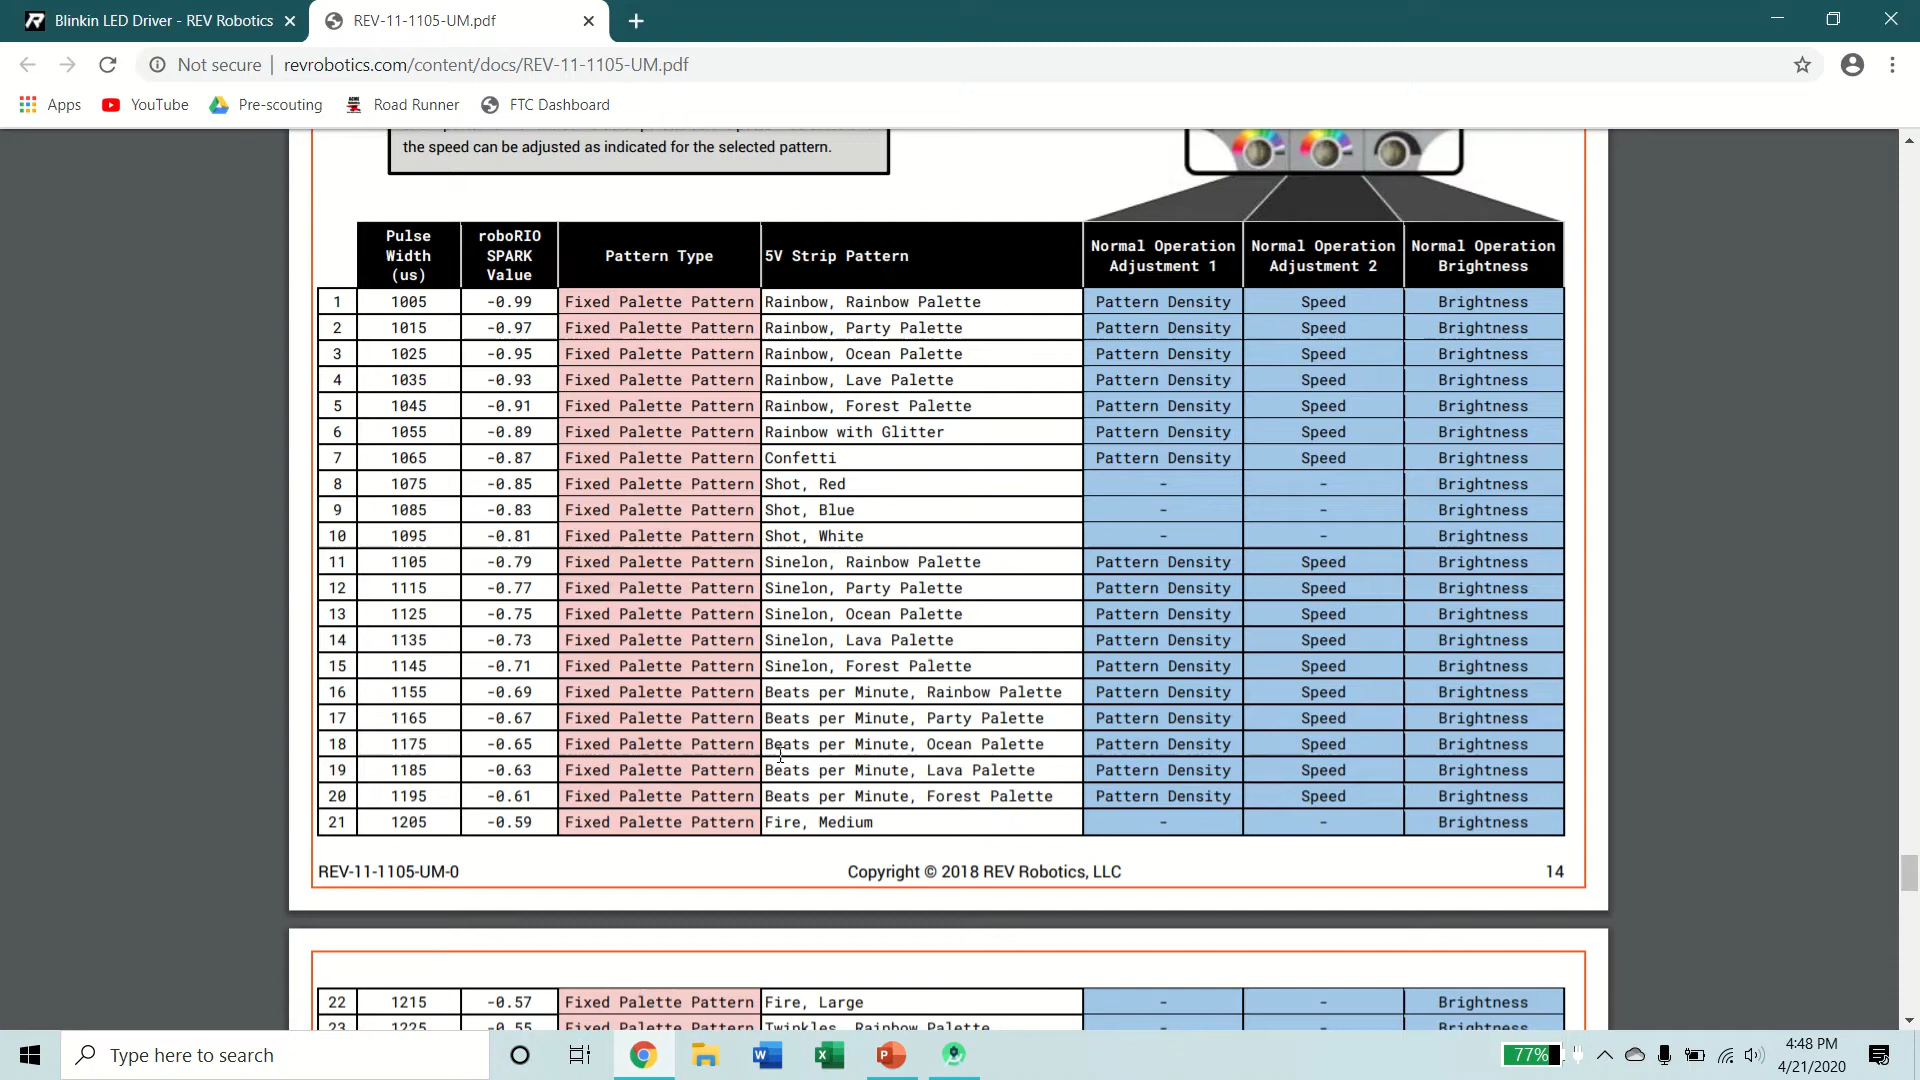 Blinkin LED Driver - REV Robotics
REV-11-1105-UM.pdf
Not secure | revrobotics.com/content/docs/REV-11-1105-UM.pdf
Apps YouTube Pre-scouting Road Runner FTC Dashboard
the speed can be adjusted as indicated for the selected pattern.
Pulse Width (us) roboRIO SPARK Value Pattern Type 5V Strip Pattern Normal Operation Adjustment 1 Normal Operation Adjustment 2 Normal Operation Brightness
1 1005 -0.99 Fixed Palette Pattern Rainbow, Rainbow Palette Pattern Density Speed Brightness
2 1015 -0.97 Fixed Palette Pattern Rainbow, Party Palette Pattern Density Speed Brightness
3 1025 -0.95 Fixed Palette Pattern Rainbow, Ocean Palette Pattern Density Speed Brightness
4 1035 -0.93 Fixed Palette Pattern Rainbow, Lave Palette Pattern Density Speed Brightness
5 1045 -0.91 Fixed Palette Pattern Rainbow, Forest Palette Pattern Density Speed Brightness
6 1055 -0.89 Fixed Palette Pattern Rainbow with Glitter Pattern Density Speed Brightness
7 1065 -0.87 Fixed Palette Pattern Confetti Pattern Density Speed Brightness
8 1075 -0.85 Fixed Palette Pattern Shot, Red - - Brightness
9 1085 -0.83 Fixed Palette Pattern Shot, Blue - - Brightness
10 1095 -0.81 Fixed Palette Pattern Shot, White - - Brightness
11 1105 -0.79 Fixed Palette Pattern Sinelon, Rainbow Palette Pattern Density Speed Brightness
12 1115 -0.77 Fixed Palette Pattern Sinelon, Party Palette Pattern Density Speed Brightness
13 1125 -0.75 Fixed Palette Pattern Sinelon, Ocean Palette Pattern Density Speed Brightness
14 1135 -0.73 Fixed Palette Pattern Sinelon, Lava Palette Pattern Density Speed Brightness
15 1145 -0.71 Fixed Palette Pattern Sinelon, Forest Palette Pattern Density Speed Brightness
16 1155 -0.69 Fixed Palette Pattern Beats per Minute, Rainbow Palette Pattern Density Speed Brightness
17 1165 -0.67 Fixed Palette Pattern Beats per Minute, Party Palette Pattern Density Speed Brightness
18 1175 -0.65 Fixed Palette Pattern Beats per Minute, Ocean Palette Pattern Density Speed Brightness
19 1185 -0.63 Fixed Palette Pattern Beats per Minute, Lava Palette Pattern Density Speed Brightness
20 1195 -0.61 Fixed Palette Pattern Beats per Minute, Forest Palette Pattern Density Speed Brightness
21 1205 -0.59 Fixed Palette Pattern Fire, Medium - - Brightness
REV-11-1105-UM-0 Copyright © 2018 REV Robotics, LLC 14
22 1215 -0.57 Fixed Palette Pattern Fire, Large - - Brightness
23 1225 -0.55 Fixed Palette Pattern Twinkles, Rainbow Palette - - Brightness
Type here to search
77%
4:48 PM
4/21/2020